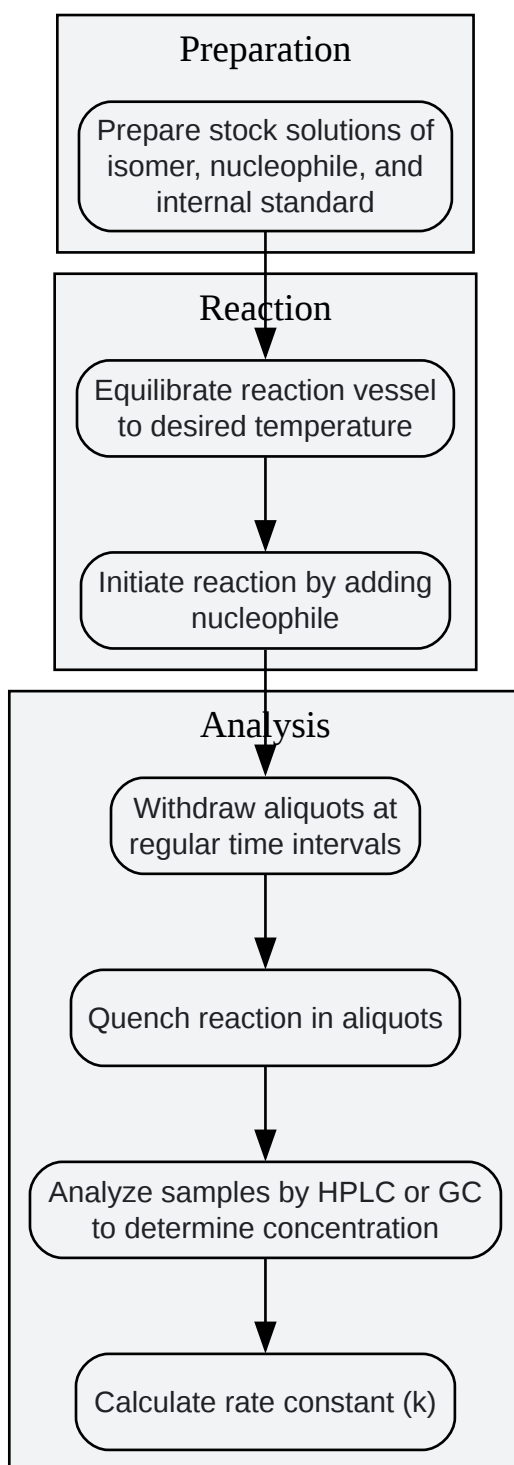 Preparation
Prepare stock solutions of
isomer, nucleophile, and
internal standard
Reaction
Equilibrate reaction vessel
to desired temperature
Initiate reaction by adding
nucleophile
Analysis
Withdraw aliquots at
regular time intervals
Quench reaction in aliquots
Analyze samples by HPLC or GC
to determine concentration
Calculate rate constant (k)